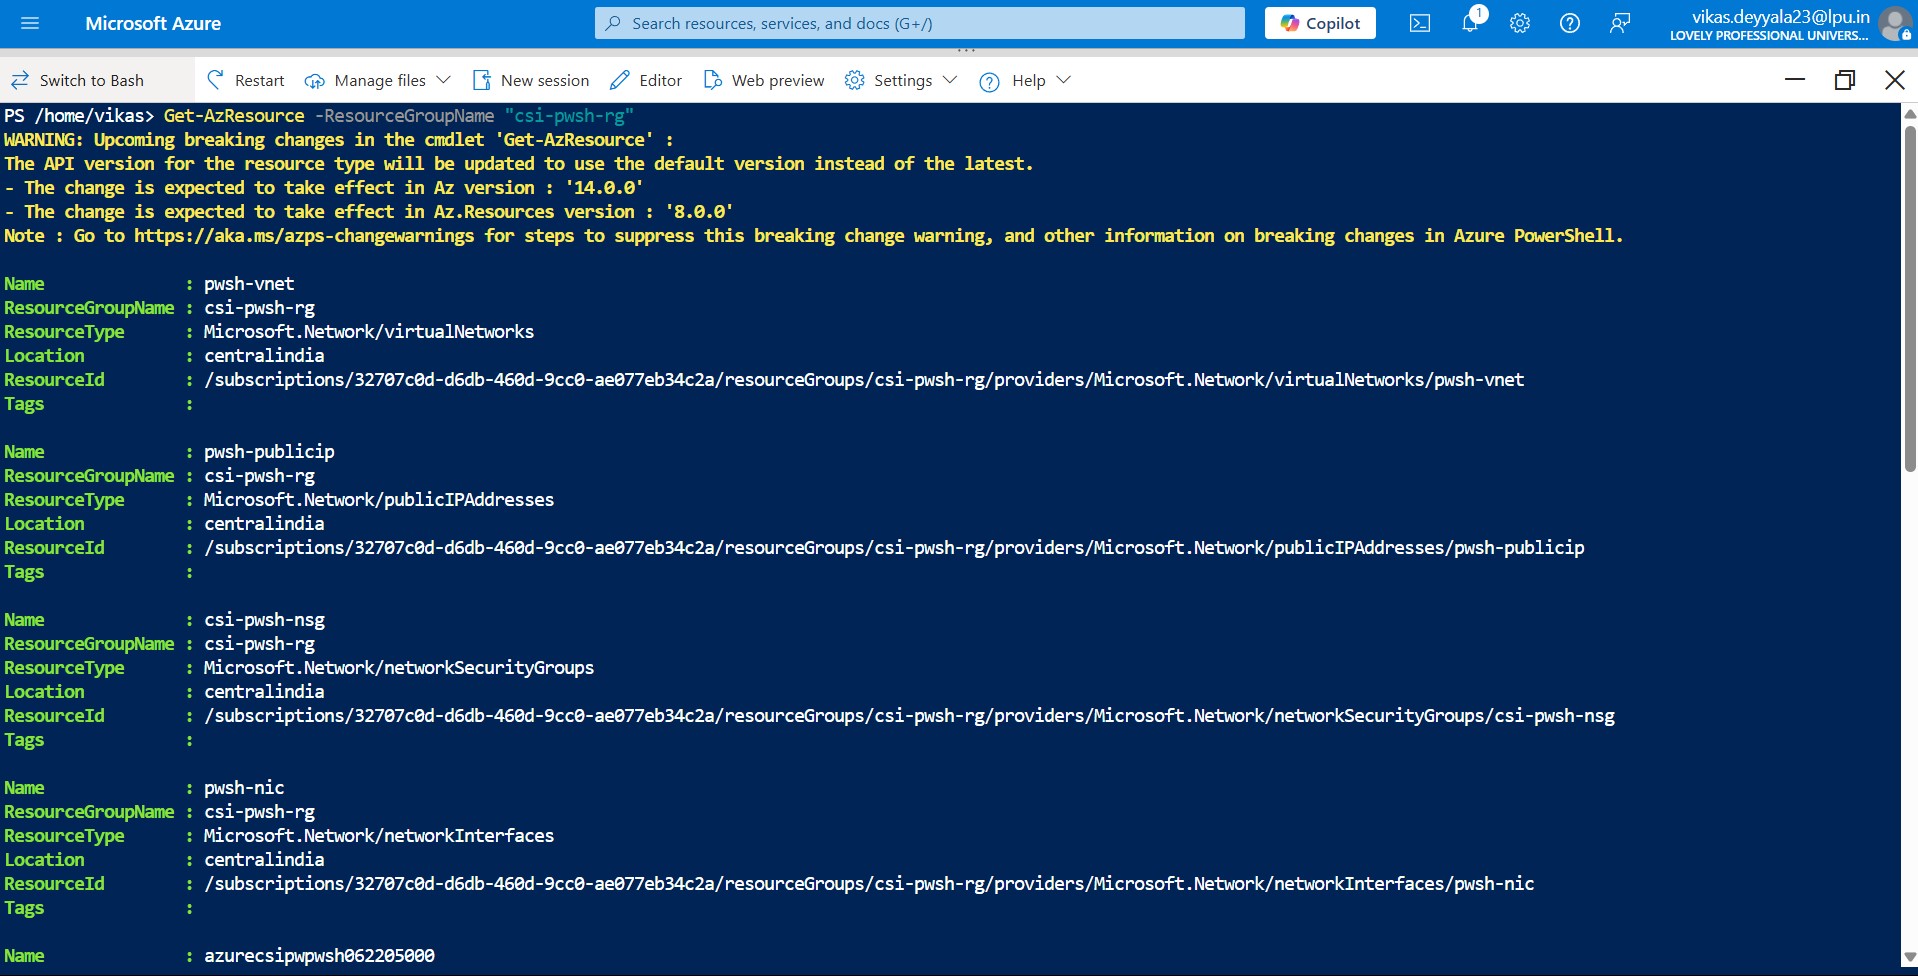 Microsoft Azure
Search resources, services, and docs (G+/)
Copilot
1
vikas.deyyala23@lpu.in
LOVELY PROFESSIONAL UNIVERS...
Switch to Bash
Restart
Manage files
New session
Editor
Web preview
Settings
Help
PS /home/vikas> Get-AzResource -ResourceGroupName "csi-pwsh-rg"
WARNING: Upcoming breaking changes in the cmdlet 'Get-AzResource' :
The API version for the resource type will be updated to use the default version instead of the latest.
- The change is expected to take effect in Az version : '14.0.0'
- The change is expected to take effect in Az.Resources version : '8.0.0'
Note : Go to https://aka.ms/azps-changewarnings for steps to suppress this breaking change warning, and other information on breaking changes in Azure PowerShell.
Name : pwsh-vnet
ResourceGroupName : csi-pwsh-rg
ResourceType : Microsoft.Network/virtualNetworks
Location : centralindia
ResourceId : /subscriptions/32707c0d-d6db-460d-9cc0-ae077eb34c2a/resourceGroups/csi-pwsh-rg/providers/Microsoft.Network/virtualNetworks/pwsh-vnet
Tags :
Name : pwsh-publicip
ResourceGroupName : csi-pwsh-rg
ResourceType : Microsoft.Network/publicIPAddresses
Location : centralindia
ResourceId : /subscriptions/32707c0d-d6db-460d-9cc0-ae077eb34c2a/resourceGroups/csi-pwsh-rg/providers/Microsoft.Network/publicIPAddresses/pwsh-publicip
Tags :
Name : csi-pwsh-nsg
ResourceGroupName : csi-pwsh-rg
ResourceType : Microsoft.Network/networkSecurityGroups
Location : centralindia
ResourceId : /subscriptions/32707c0d-d6db-460d-9cc0-ae077eb34c2a/resourceGroups/csi-pwsh-rg/providers/Microsoft.Network/networkSecurityGroups/csi-pwsh-nsg
Tags :
Name : pwsh-nic
ResourceGroupName : csi-pwsh-rg
ResourceType : Microsoft.Network/networkInterfaces
Location : centralindia
ResourceId : /subscriptions/32707c0d-d6db-460d-9cc0-ae077eb34c2a/resourceGroups/csi-pwsh-rg/providers/Microsoft.Network/networkInterfaces/pwsh-nic
Tags :
Name : azurecsipwpwsh062205000